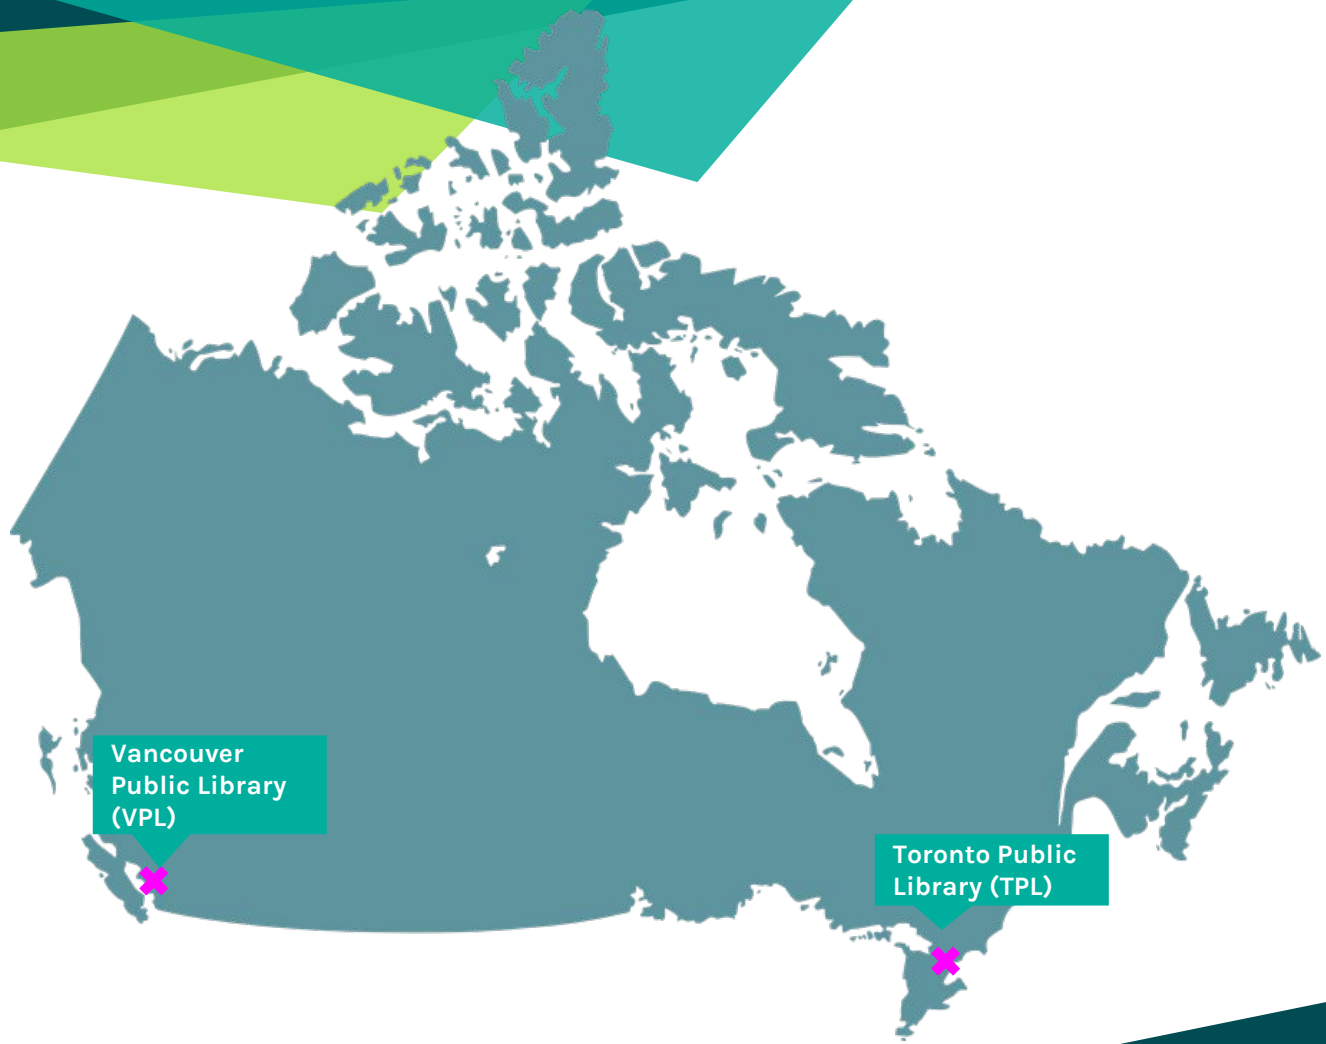 Vancouver
Public Library
(VPL)
Toronto Public
Library (TPL)